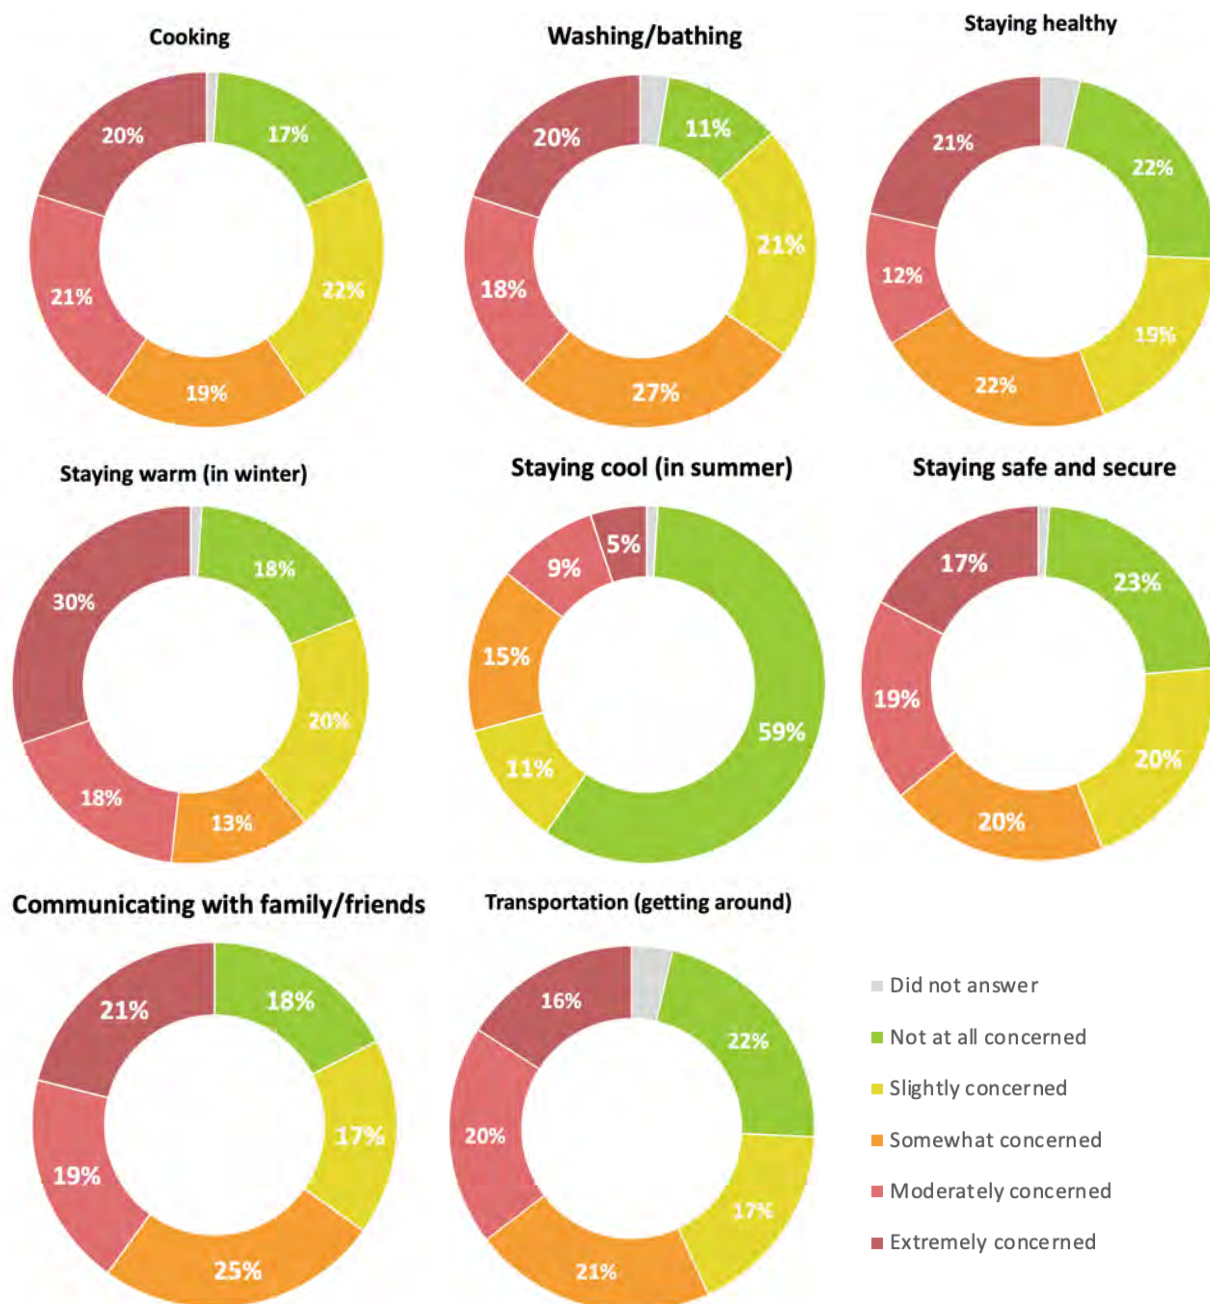 Cooking
20%
17%
21%
22%
19%
Washing/bathing
20%
11%
21%
18%
27%
Staying healthy
21%
22%
12%
19%
22%
Staying warm (in winter)
18%
30%
20%
18%
13%
Staying cool (in summer)
5%
9%
15%
59%
11%
Staying safe and secure
17%
23%
19%
20%
20%
Communicating with family/friends
21%
18%
17%
19%
25%
Transportation (getting around)
16%
22%
20%
17%
21%
Did not answer
Not at all concerned
Slightly concerned
Somewhat concerned
Moderately concerned
Extremely concerned